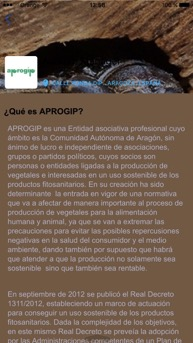 Orange
12:56
aprogip
¿Qué es APROGIP?
APROGIP es una Entidad asociativa profesional cuyo
ámbito es la Comunidad Autónoma de Aragón, sin
ánimo de lucro e independiente de asociaciones,
grupos o partidos políticos, cuyos socios son
personas o entidades ligadas a la producción de
vegetales e interesadas en un uso sostenible de los
productos fitosanitarios. En su creación ha sido
determinante la entrada en vigor de una normativa
que va a afectar de manera importante al proceso de
producción de vegetales para la alimentación
humana y animal, ya que se van a extremar las
precauciones para evitar las posibles repercusiones
negativas en la salud del consumidor y el medio
ambiente, dando también por supuesto que habrá
que atender a que la producción no solamente sea
sostenible sino que también sea rentable.
En septiembre de 2012 se publicó el Real Decreto
1311/2012, estableciendo un marco de actuación
para conseguir un uso sostenible de los productos
fitosanitarios. Dada la complejidad de los objetivos,
en este mismo Real Decreto se preveía la adopción
por las Administraciones competentes de un Plan de